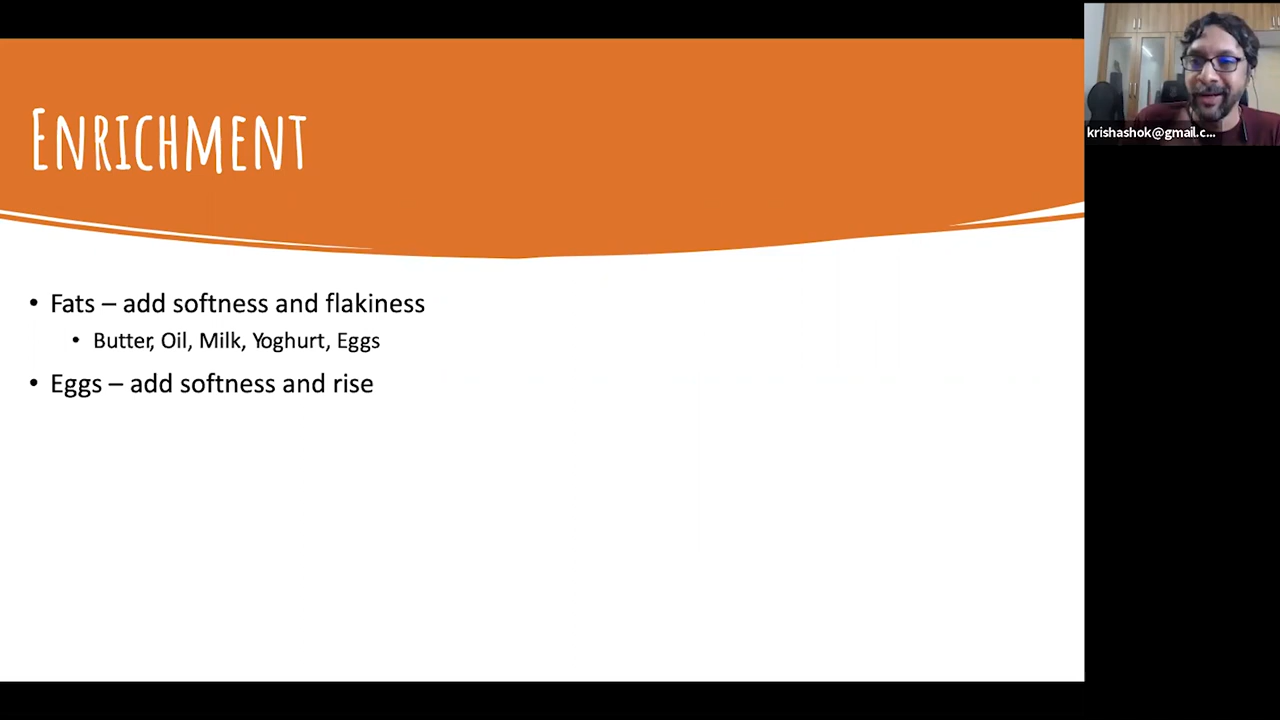 ENRICHMENT
• Fats – add softness and flakiness
• Butter, Oil, Milk, Yoghurt, Eggs
• Eggs – add softness and rise
krishashok@gmail.c...